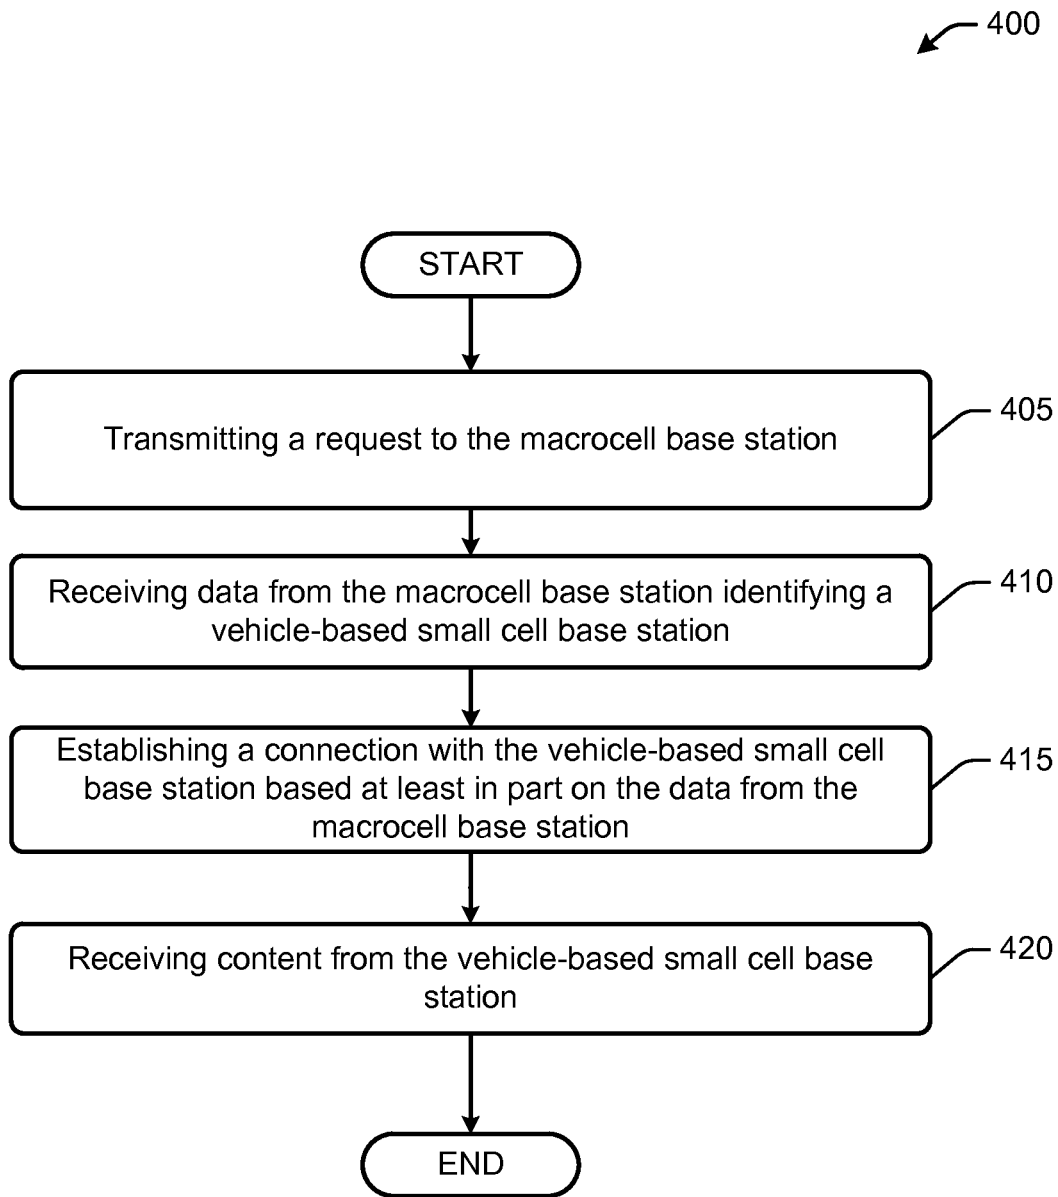 400
START
Transmitting a request to the macrocell base station
405
Receiving data from the macrocell base station identifying a
vehicle-based small cell base station
410
Establishing a connection with the vehicle-based small cell
base station based at least in part on the data from the
macrocell base station
415
Receiving content from the vehicle-based small cell base
station
420
END